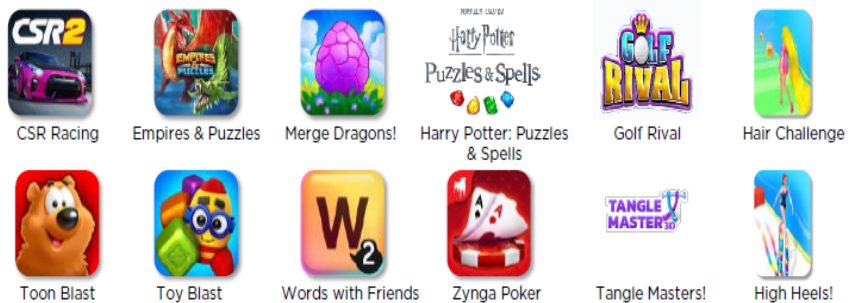 CSR2
EMPIRES & PUZZLES
Harry Potter
Puzzles & Spells
GOLF RIVAL
CSR Racing
Empires & Puzzles
Merge Dragons!
Harry Potter: Puzzles
& Spells
Golf Rival
Hair Challenge
W
2
A
A
TANGLE
MASTER 3D
Toon Blast
Toy Blast
Words with Friends
Zynga Poker
Tangle Masters!
High Heels!